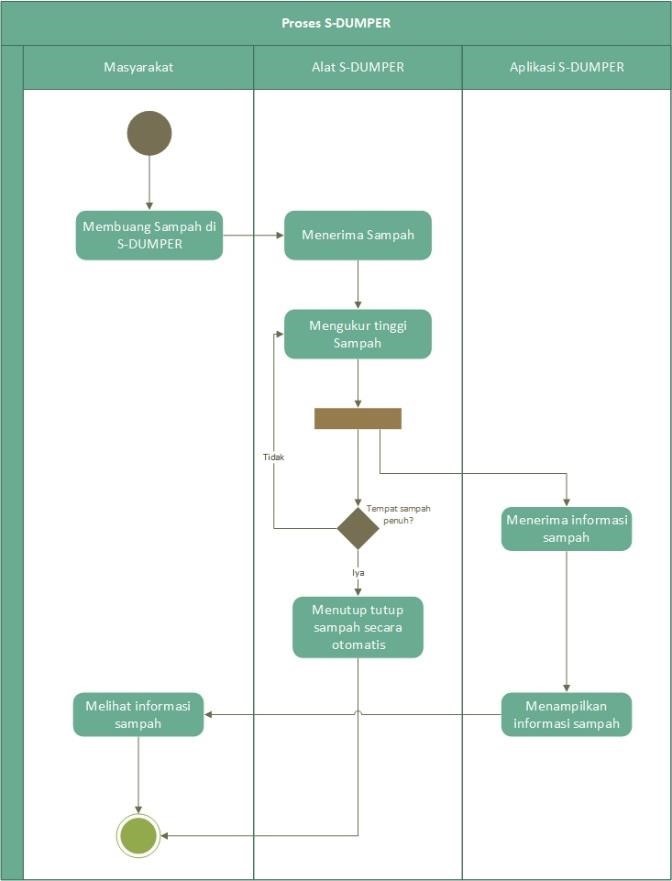 Proses S-DUMPER
Masyarakat
Alat S-DUMPER
Aplikasi S-DUMPER
Membuang Sampah di
S-DUMPER
Menerima Sampah
Mengukur tinggi
Sampah
Tidak
Tempat sampah
penuh?
Menerima informasi
sampah
Iya
Menutup tutup
sampah secara
otomatis
Melihat informasi
sampah
Menampilkan
informasi sampah